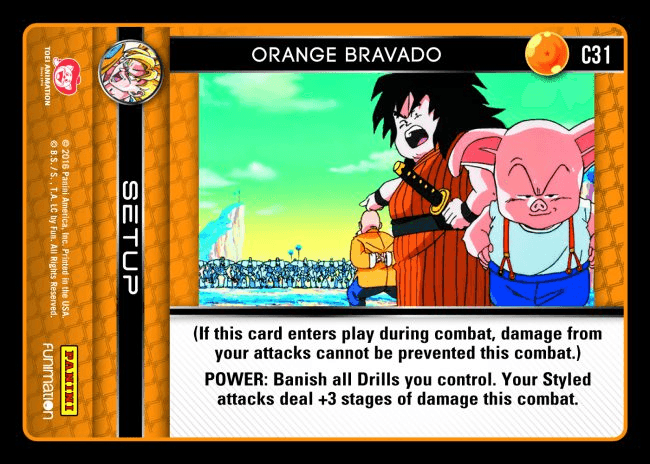 ORANGE BRAVADO
C31
SETUP
(If this card enters play during combat, damage from
your attacks cannot be prevented this combat.)
POWER: Banish all Drills you control. Your Styled
attacks deal +3 stages of damage this combat.
TOEI ANIMATION
© 2016 Panini America, Inc. Printed in the USA.
© B.S. / S., T.A. LC by Fun. All Rights Reserved.
PANINI
FUNIMATION